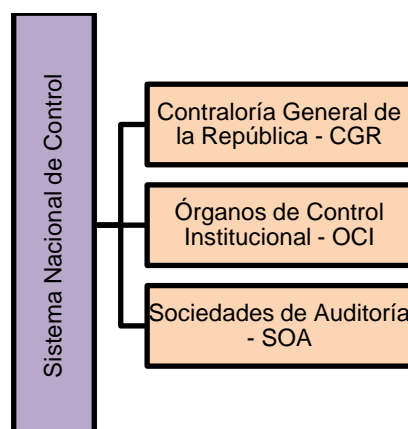 Sistema Nacional de Control
Contraloría General de
la República - CGR
Órganos de Control
Institucional - OCI
Sociedades de Auditoría
- SOA